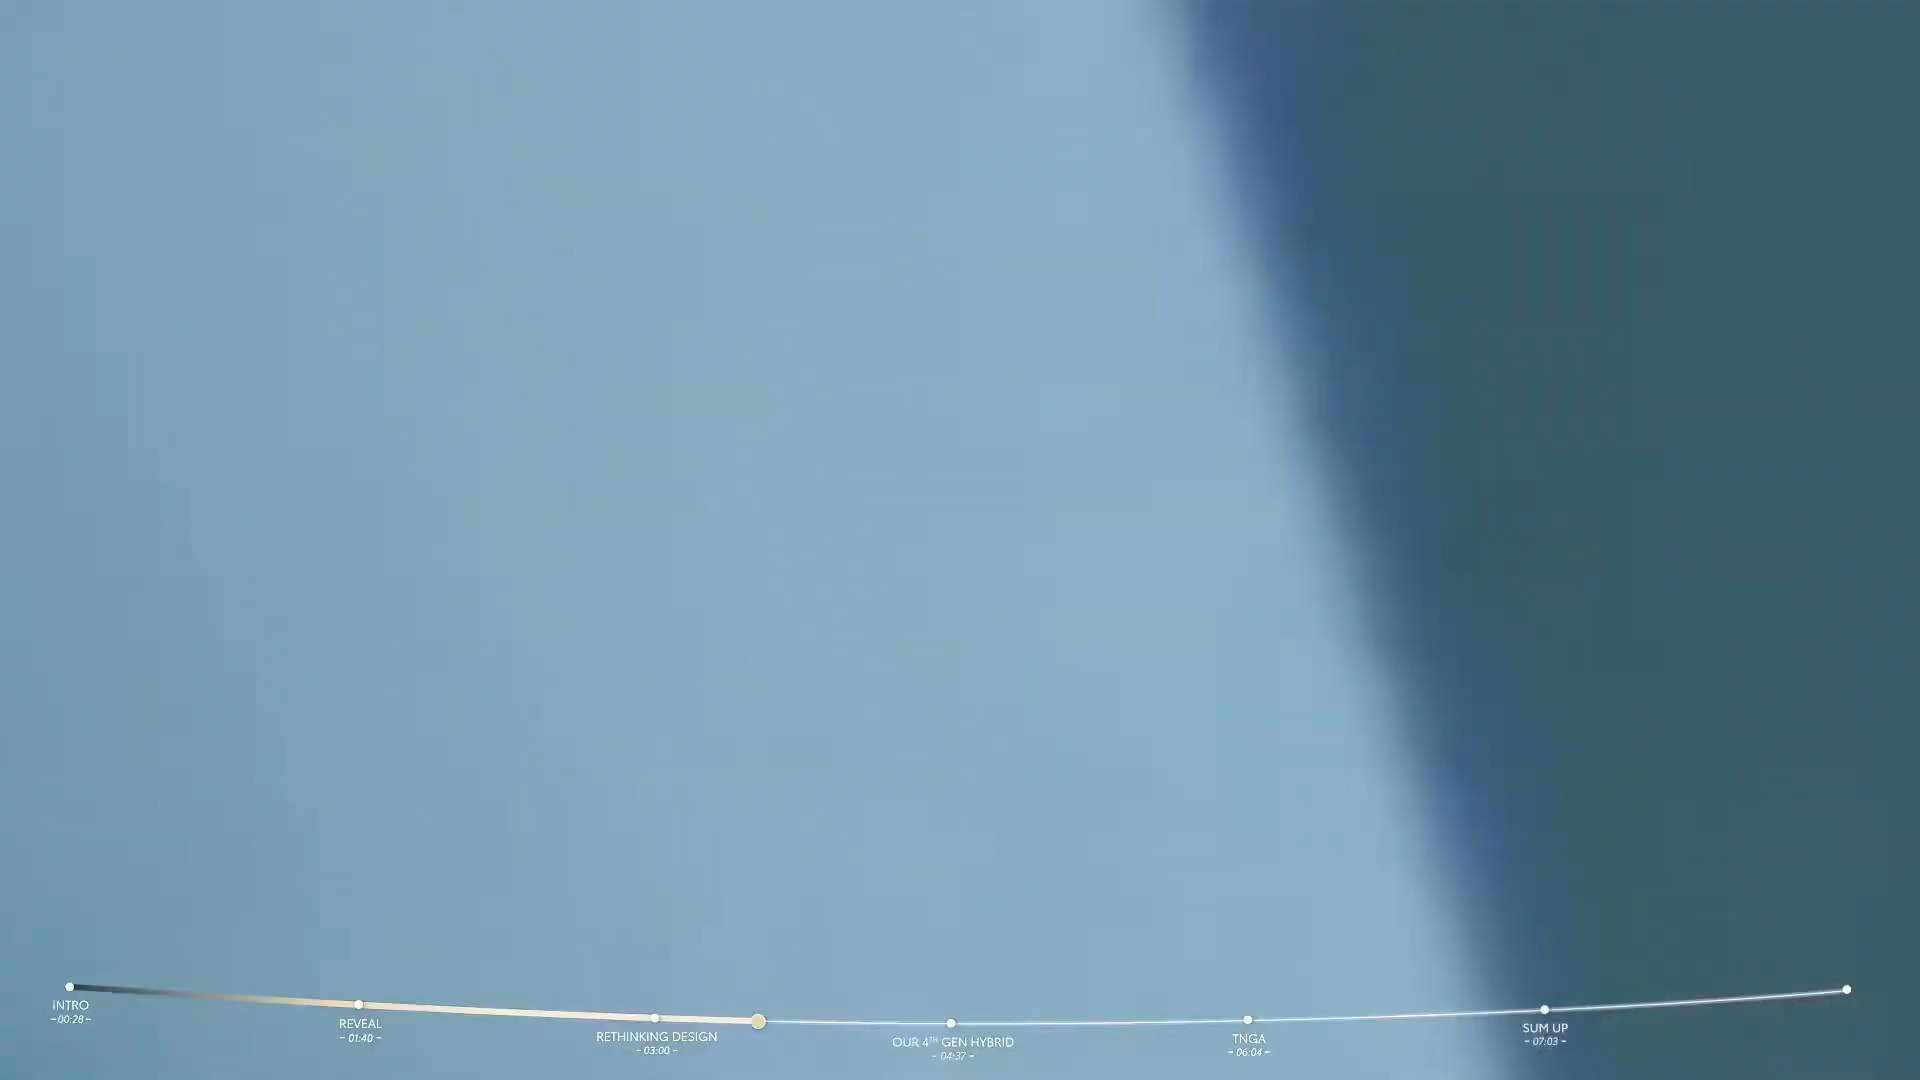 INTRO
–00:28–
REVEAL
– 01:40 –
RETHINKING DESIGN
– 03:00 –
OUR 4TH GEN HYBRID
– 04:37 –
TNGA
– 06:04 –
SUM UP
– 07:03 –